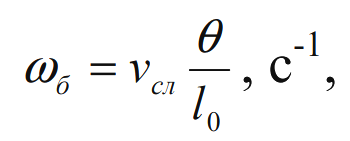 ω_б = v_сл θ/l_0 , с^-1,